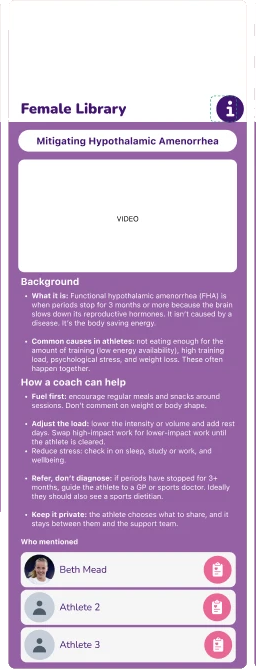 Female Library
Mitigating Hypothalamic Amenorrhea
VIDEO
Background
• What it is: Functional hypothalamic amenorrhea (FHA) is
when periods stop for 3 months or more because the brain
slows down its reproductive hormones. It isn't caused by a
disease. It's the body saving energy.
• Common causes in athletes: not eating enough for the
amount of training (low energy availability), high training
load, psychological stress, and weight loss. These often
happen together.
How a coach can help
• Fuel first: encourage regular meals and snacks around
sessions. Don't comment on weight or body shape.
• Adjust the load: lower the intensity or volume and add rest
days. Swap high-impact work for lower-impact work until
the athlete is cleared.
• Reduce stress: check in on sleep, study or work, and
wellbeing.
• Refer, don't diagnose: if periods have stopped for 3+
months, guide the athlete to a GP or sports doctor. Ideally
they should also see a sports dietitian.
• Keep it private: the athlete chooses what to share, and it
stays between them and the support team.
Who mentioned
Beth Mead
Athlete 2
Athlete 3